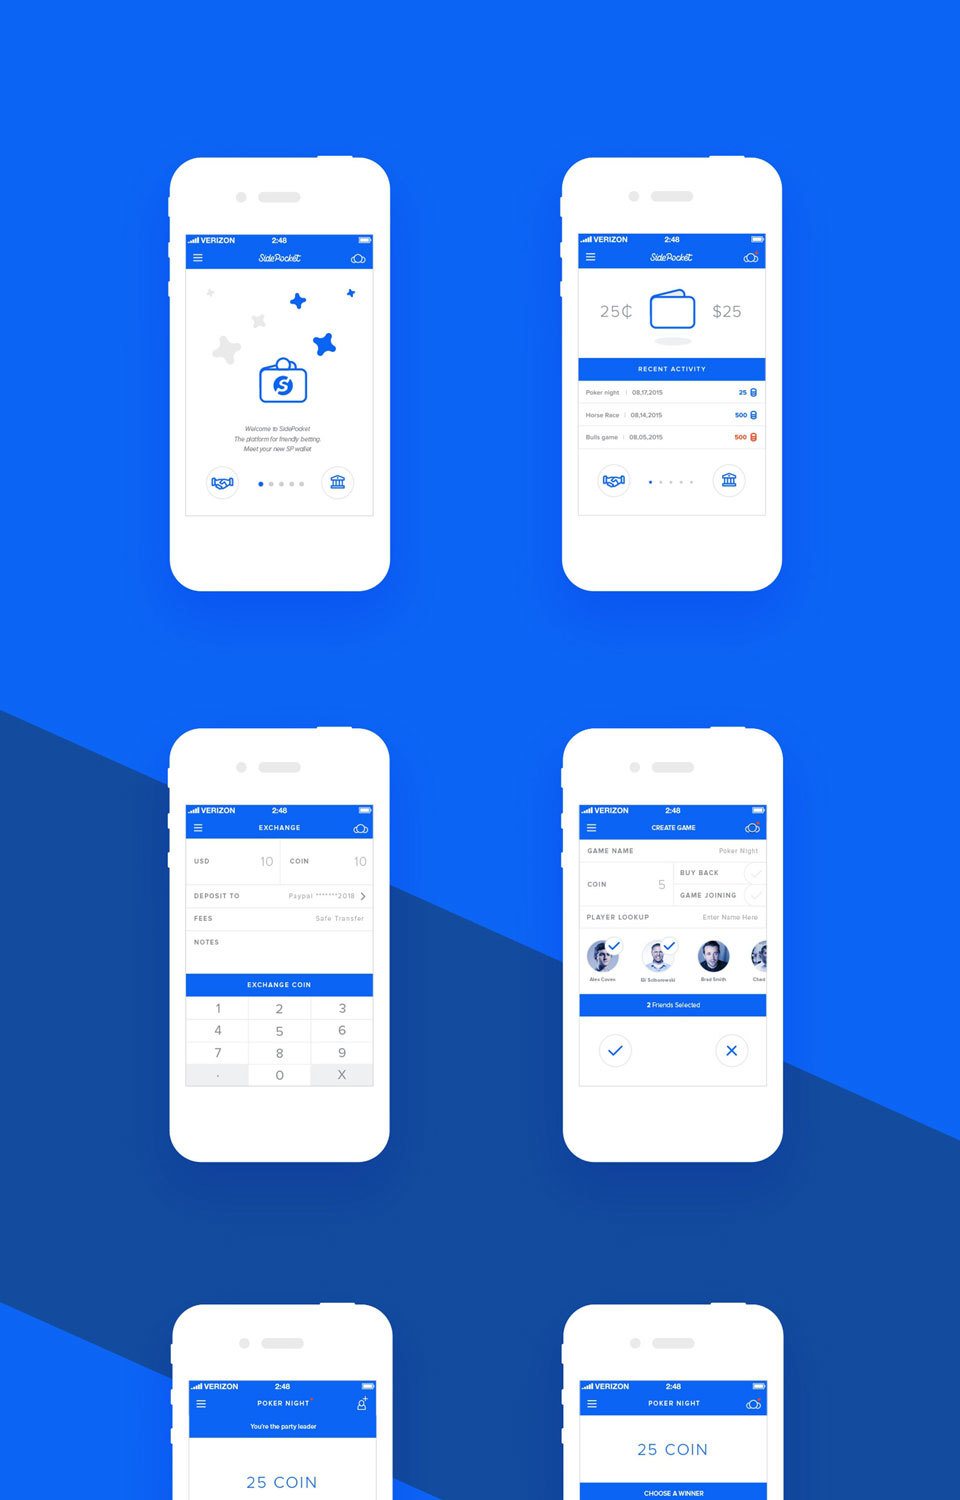 VERIZON 2:48
SidePocket
Welcome to SidePocket
The platform for friendly betting.
Meet your new SP wallet
VERIZON 2:48
SidePocket
25₵ $25
RECENT ACTIVITY
Poker night | 08.17.2015 25
Horse Race | 08.14.2015 500
Bulls game | 08.05.2015 500
VERIZON 2:48
EXCHANGE
USD 10 COIN 10
DEPOSIT TO Paypal *******2018
FEES Safe Transfer
NOTES
EXCHANGE COIN
1 2 3
4 5 6
7 8 9
. 0 X
VERIZON 2:48
CREATE GAME
GAME NAME Poker Night
COIN 5
BUY BACK
GAME JOINING
PLAYER LOOKUP Enter Name Here
Alex Coven Brad Smith Chad
2 Friends Selected
VERIZON 2:48
POKER NIGHT
You're the party leader
25 COIN
VERIZON 2:48
POKER NIGHT
25 COIN
CHOOSE A WINNER